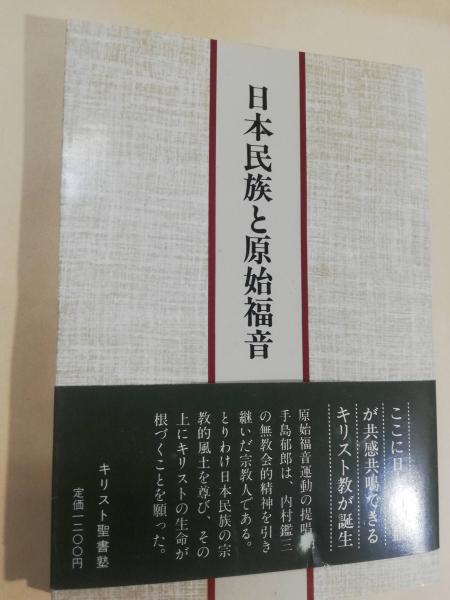 日本民族と原始福音
ここに日
が共感共鳴できる
キリスト教が誕生
原始福音運動の提唱
手島郁郎は、内村鑑三
の無教会的精神を引き
継いだ宗教人である。
とりわけ日本民族の宗
教的風土を尊び、その
上にキリストの生命が
根づくことを願った。
キリスト聖書塾
定価一二〇〇円